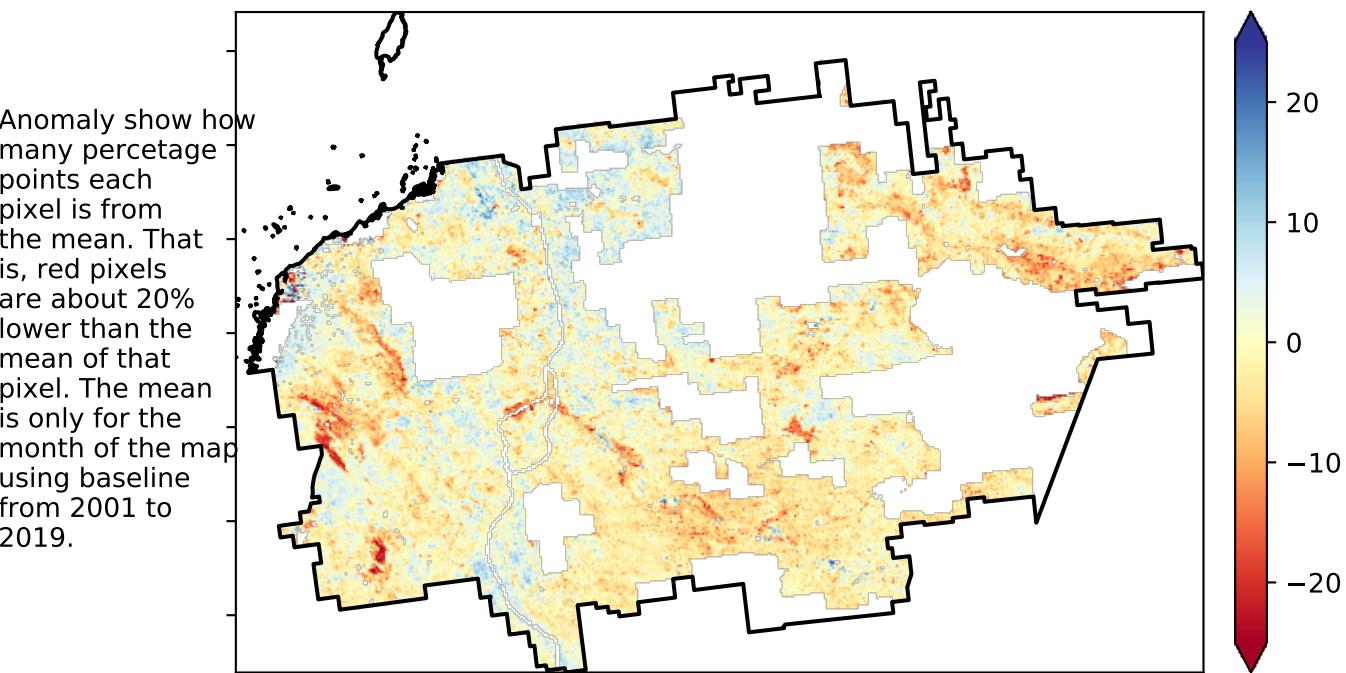 Anomaly show how
many percetage
points each
pixel is from
the mean. That
is, red pixels
are about 20%
lower than the
mean of that
pixel. The mean
is only for the
month of the map
using baseline
from 2001 to
2019.
20
10
0
−10
−20